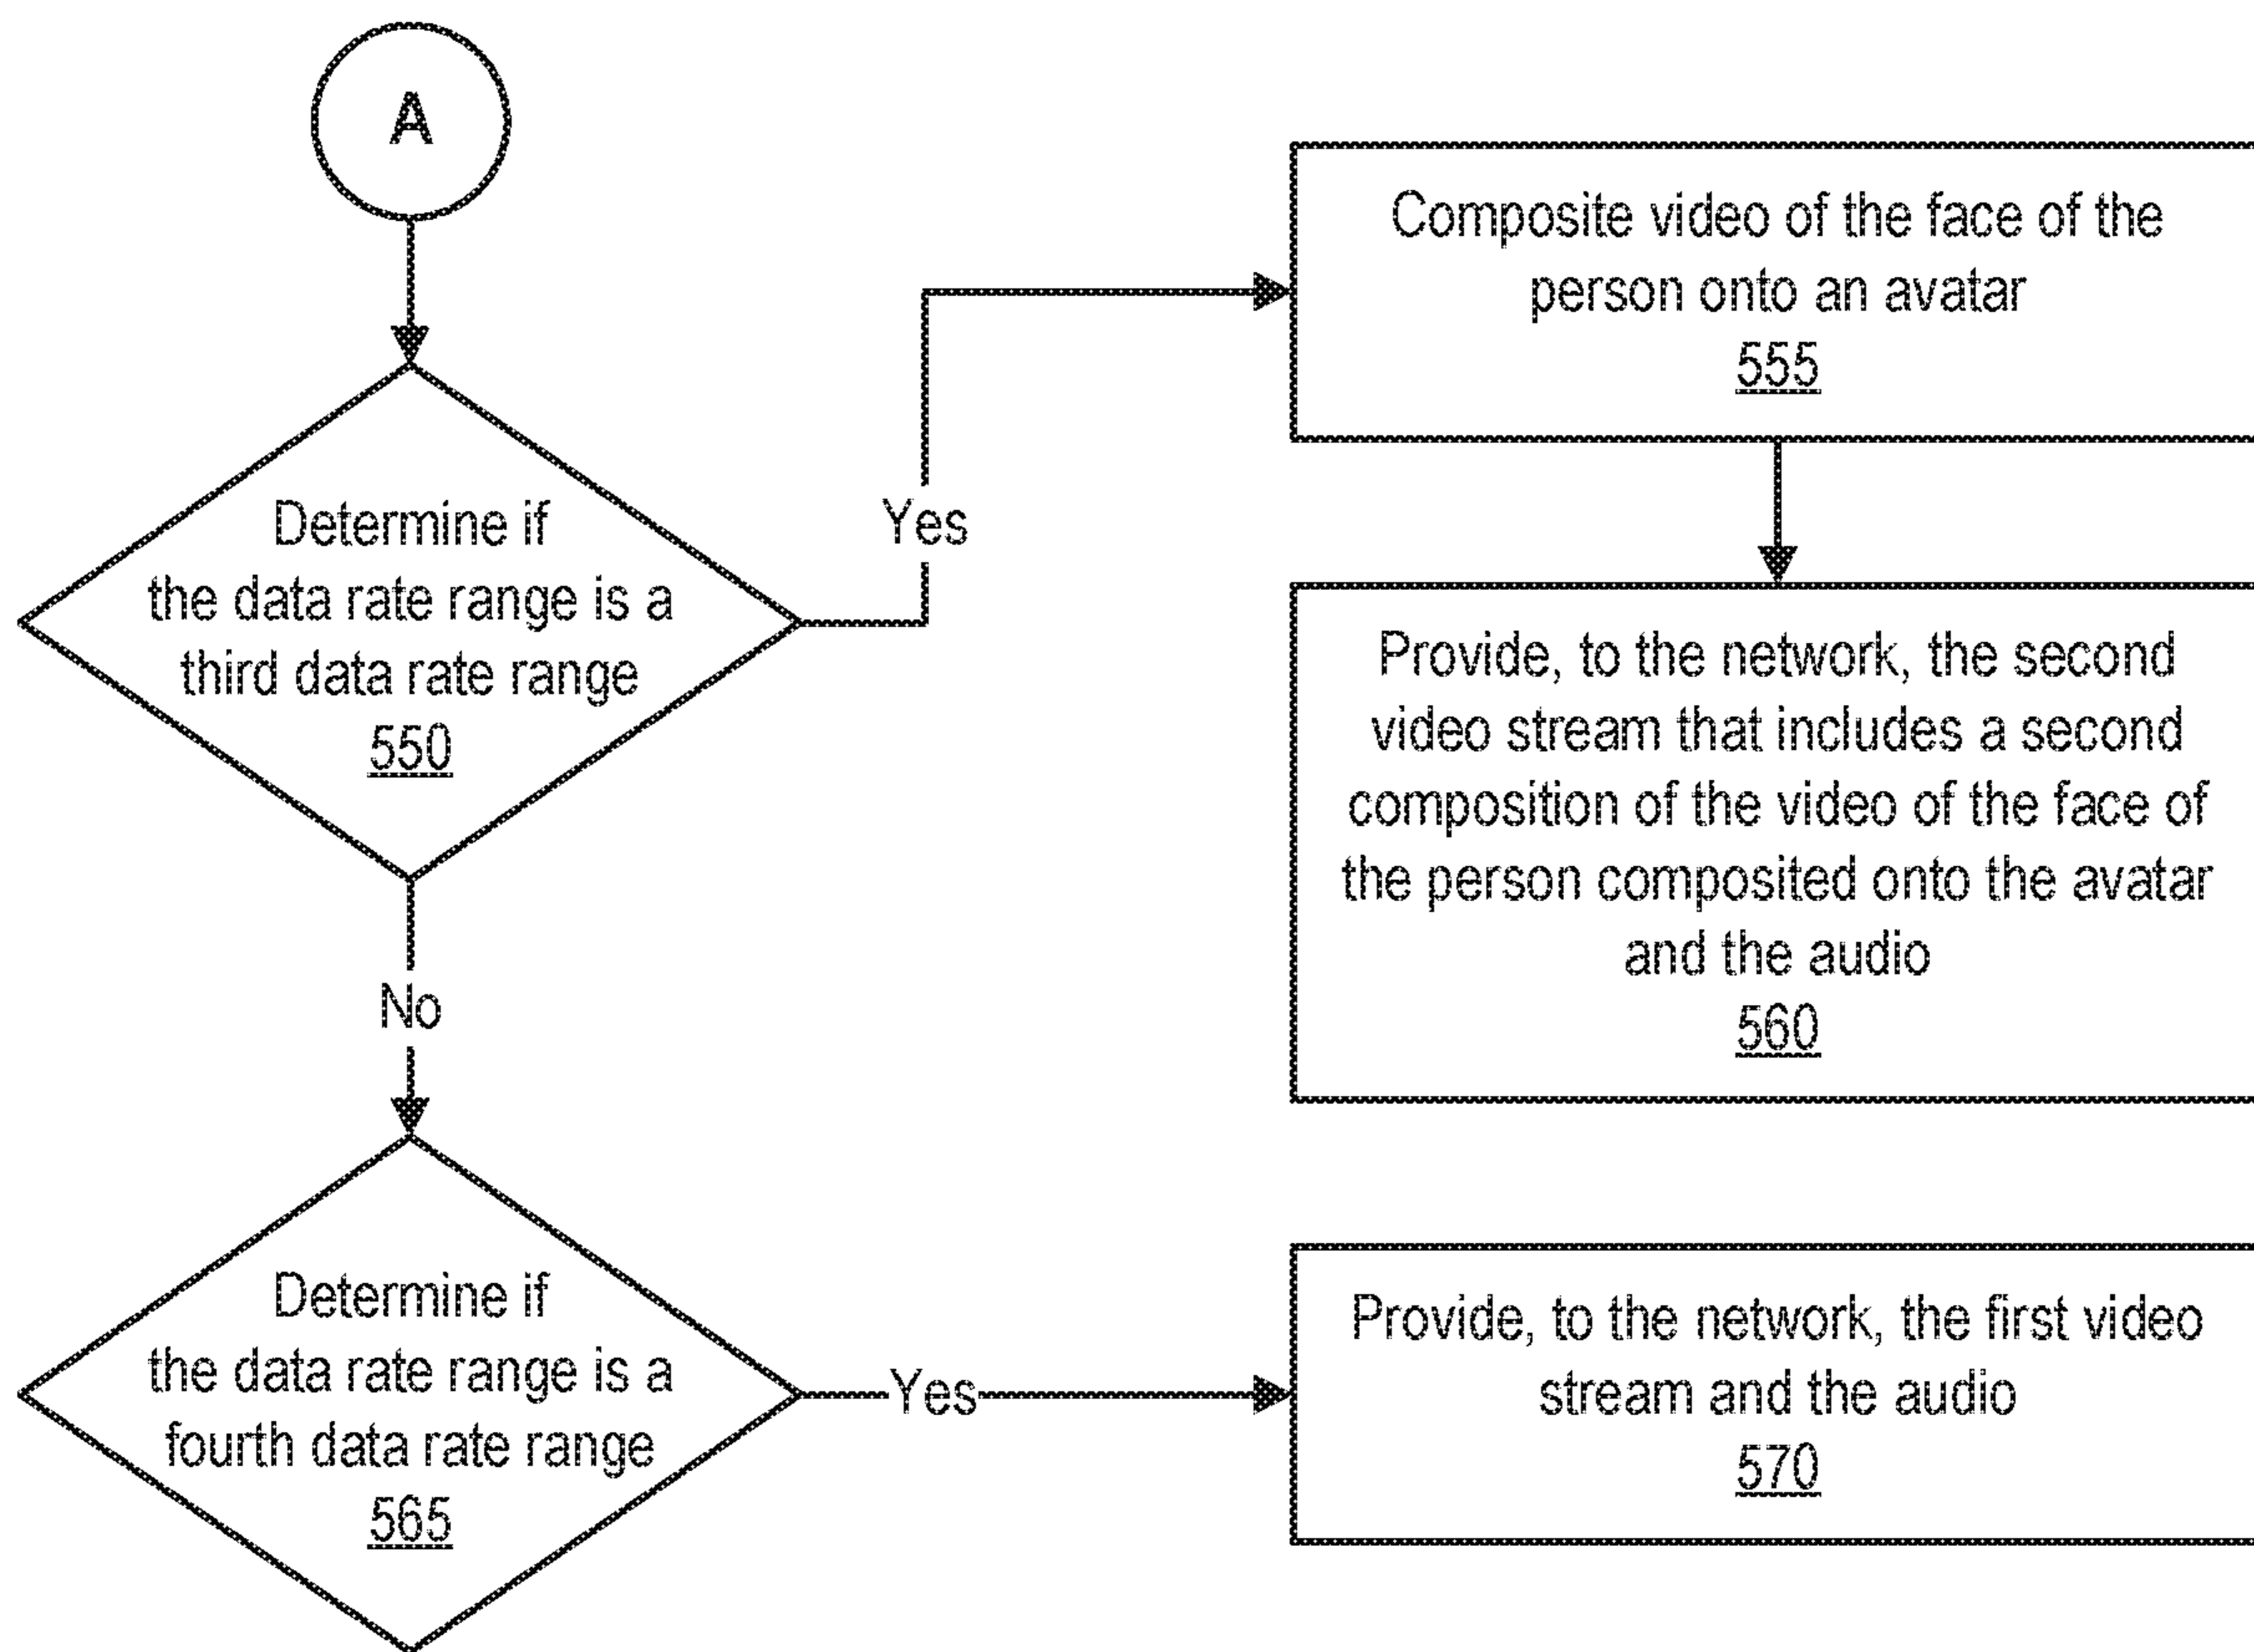 A
Determine if
the data rate range is a
third data rate range
550
Yes
Composite video of the face of the
person onto an avatar
555
Provide, to the network, the second
video stream that includes a second
composition of the video of the face of
the person composited onto the avatar
and the audio
560
No
Determine if
the data rate range is a
fourth data rate range
565
Yes
Provide, to the network, the first video
stream and the audio
570